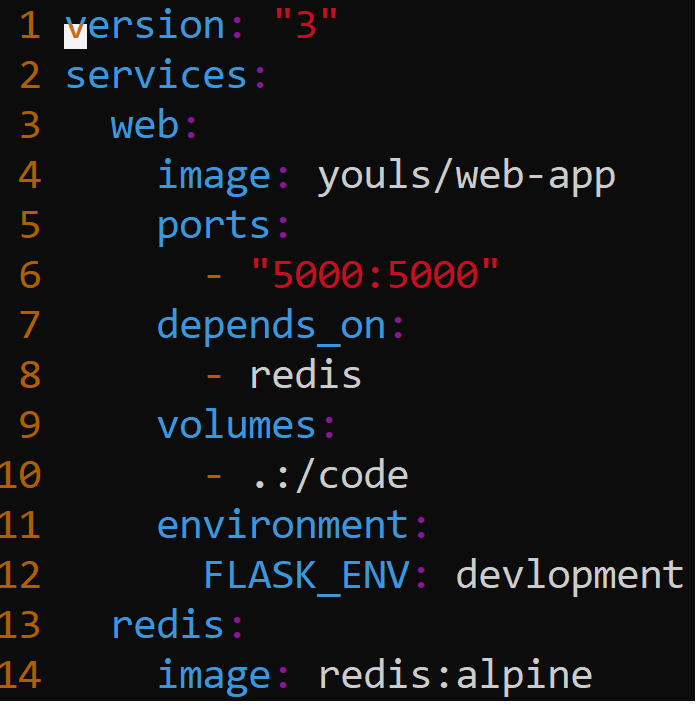 1 version: "3"
2 services:
3   web:
4     image: youls/web-app
5     ports:
6       - "5000:5000"
7     depends_on:
8       - redis
9     volumes:
10       - .:/code
11     environment:
12       FLASK_ENV: devlopment
13   redis:
14     image: redis:alpine